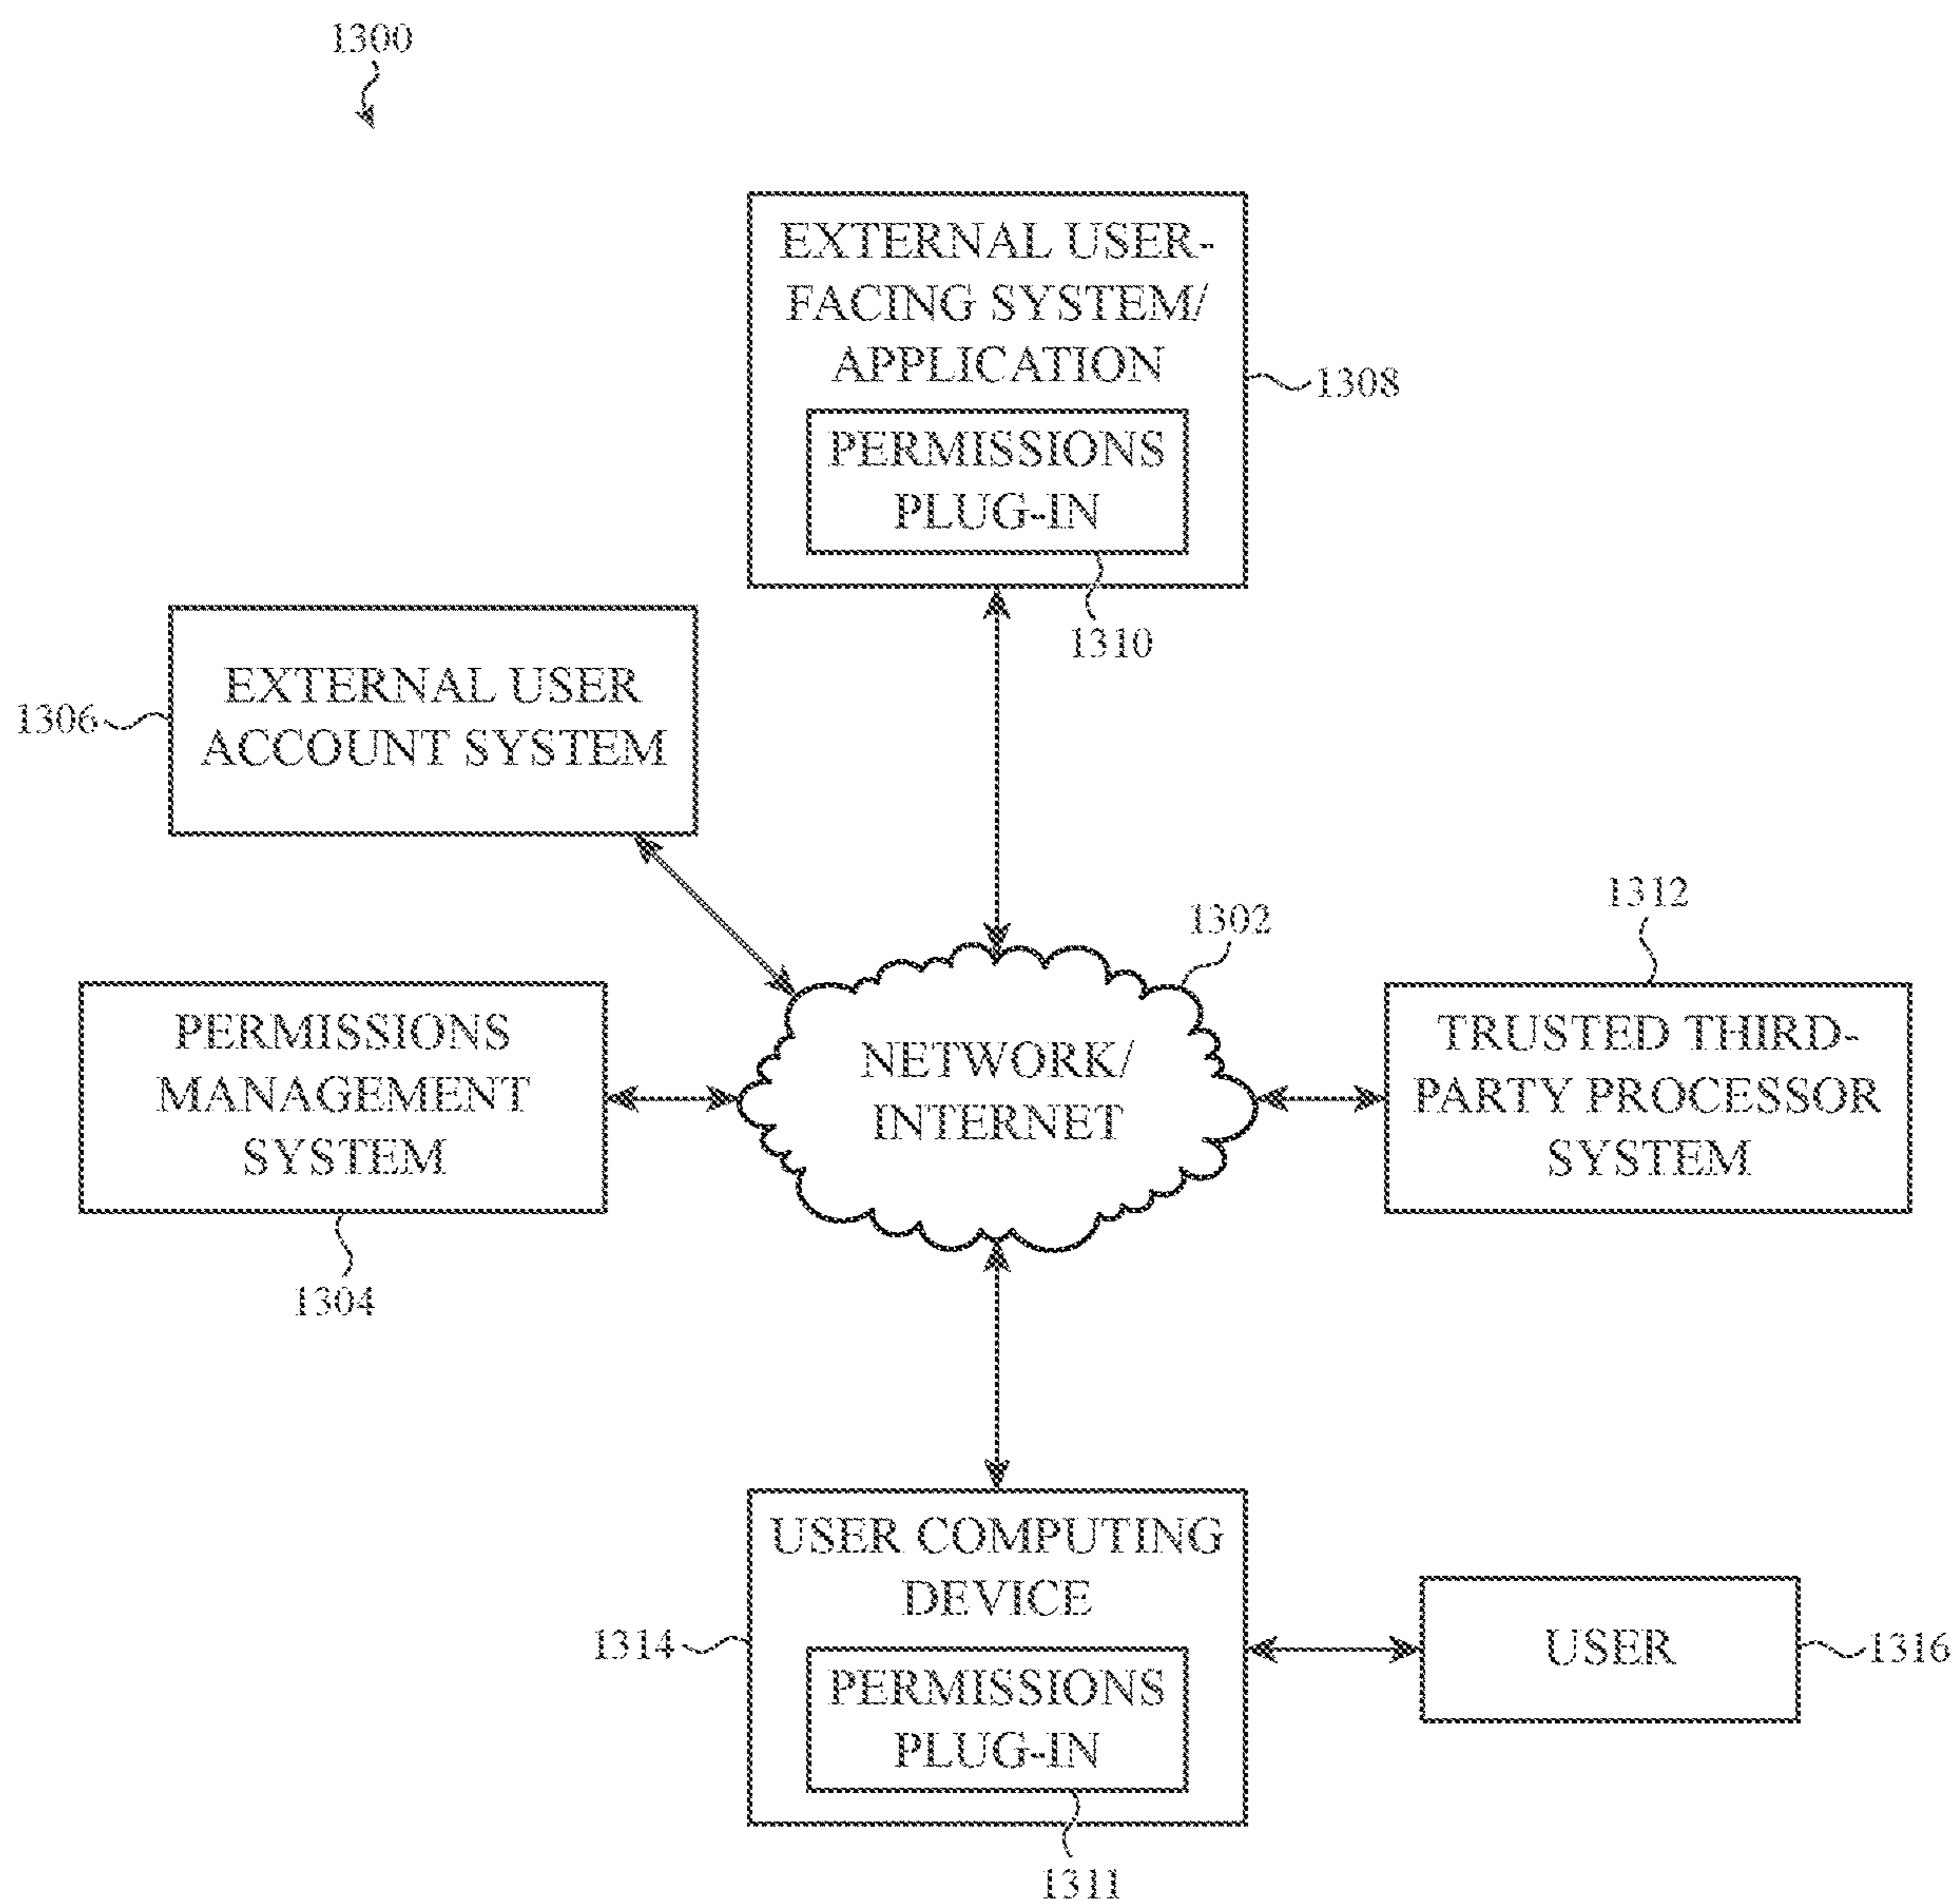 1300
EXTERNAL USER-
FACING SYSTEM/
APPLICATION
1308
PERMISSIONS
PLUG-IN
1310
EXTERNAL USER
ACCOUNT SYSTEM
1306
1302
1312
NETWORK/
INTERNET
PERMISSIONS
MANAGEMENT
SYSTEM
1304
TRUSTED THIRD-
PARTY PROCESSOR
SYSTEM
USER COMPUTING
DEVICE
1314
PERMISSIONS
PLUG-IN
1311
USER
1316